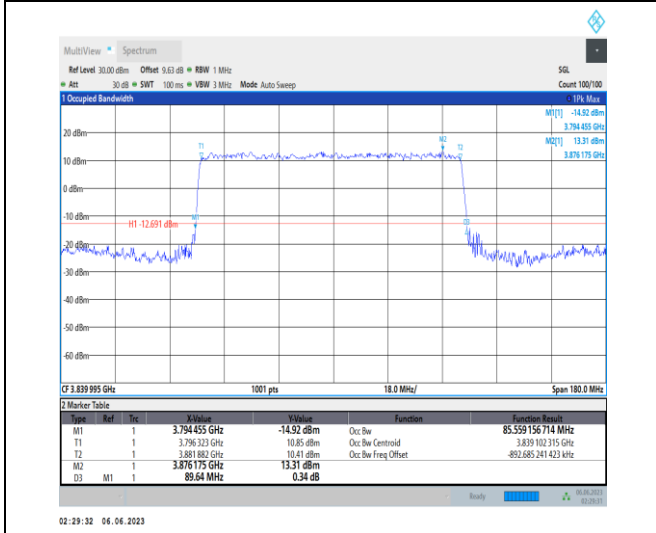 MultiView Spectrum
Ref Level 30.00 dBm Offset 9.63 dB RBW 1 MHz SGL
Att 30 dB SWT 100 ms VBW 3 MHz Mode Auto Sweep Count 100/100
1 Occupied Bandwidth 1Pk Max
M1[1] -14.92 dBm
3.794 455 GHz
M2[1] 13.31 dBm
3.876 175 GHz
20 dBm
M2
T1 T2
10 dBm
0 dBm
-10 dBm
M1
H1 -12.691 dBm
D3
-20 dBm
-30 dBm
-40 dBm
-50 dBm
-60 dBm
CF 3.839 995 GHz 1001 pts 18.0 MHz/ Span 180.0 MHz
2 Marker Table
Type Ref Trc X-Value Y-Value Function Function Result
M1 1 3.794 455 GHz -14.92 dBm Occ Bw 85.559 156 714 MHz
T1 1 3.796 323 GHz 10.85 dBm Occ Bw Centroid 3.839 102 315 GHz
T2 1 3.881 882 GHz 10.41 dBm Occ Bw Freq Offset -892.685 241 423 kHz
M2 1 3.876 175 GHz 13.31 dBm
D3 M1 1 89.64 MHz 0.34 dB
Ready 06.06.2023
02:29:31
02:29:32 06.06.2023